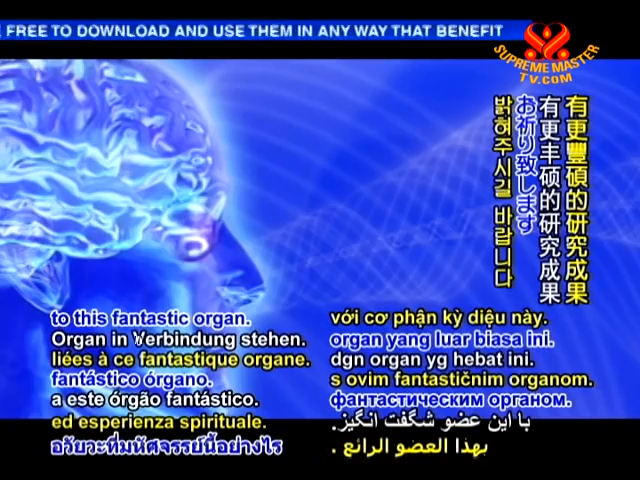 E FREE TO DOWNLOAD AND USE THEM IN ANY WAY THAT BENEFIT
SUPREME MASTER
TV.COM
有更豐碩的研究成果
有更丰硕的研究成果
お祈り致します
밝혀주시길 바랍니다
to this fantastic organ.
Organ in Verbindung stehen.
liées à ce fantastique organe.
fantástico órgano.
a este órgão fantástico.
ed esperienza spirituale.
อวัยวะที่มหัศจรรย์นี้อย่างไร
với cơ phận kỳ diệu này.
organ yang luar biasa ini.
dgn organ yg hebat ini.
s ovim fantastičnim organom.
фантастическим органом.
با این عضو شگفت انگیز.
بهذا العضو الرائع .